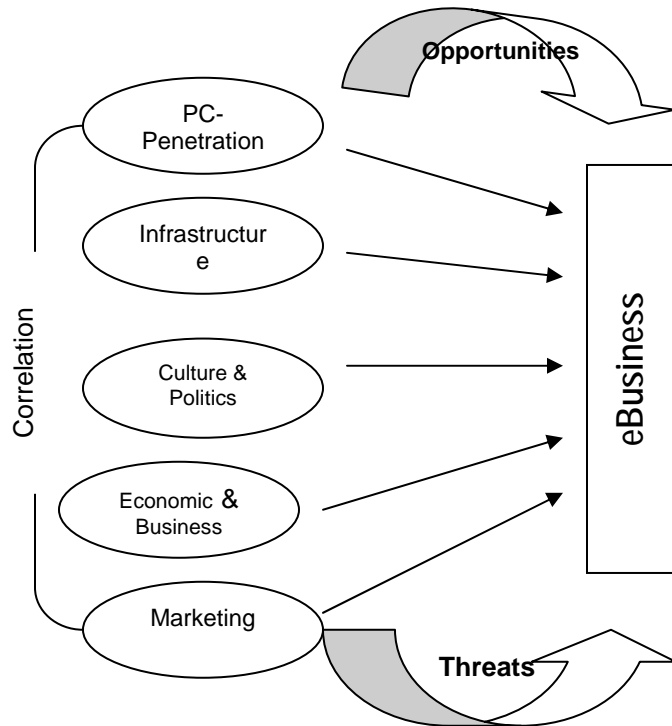 Opportunities
PC-
Penetration
Infrastructur
e
Correlation
Culture &
Politics
eBusiness
Economic &
Business
Marketing
Threats